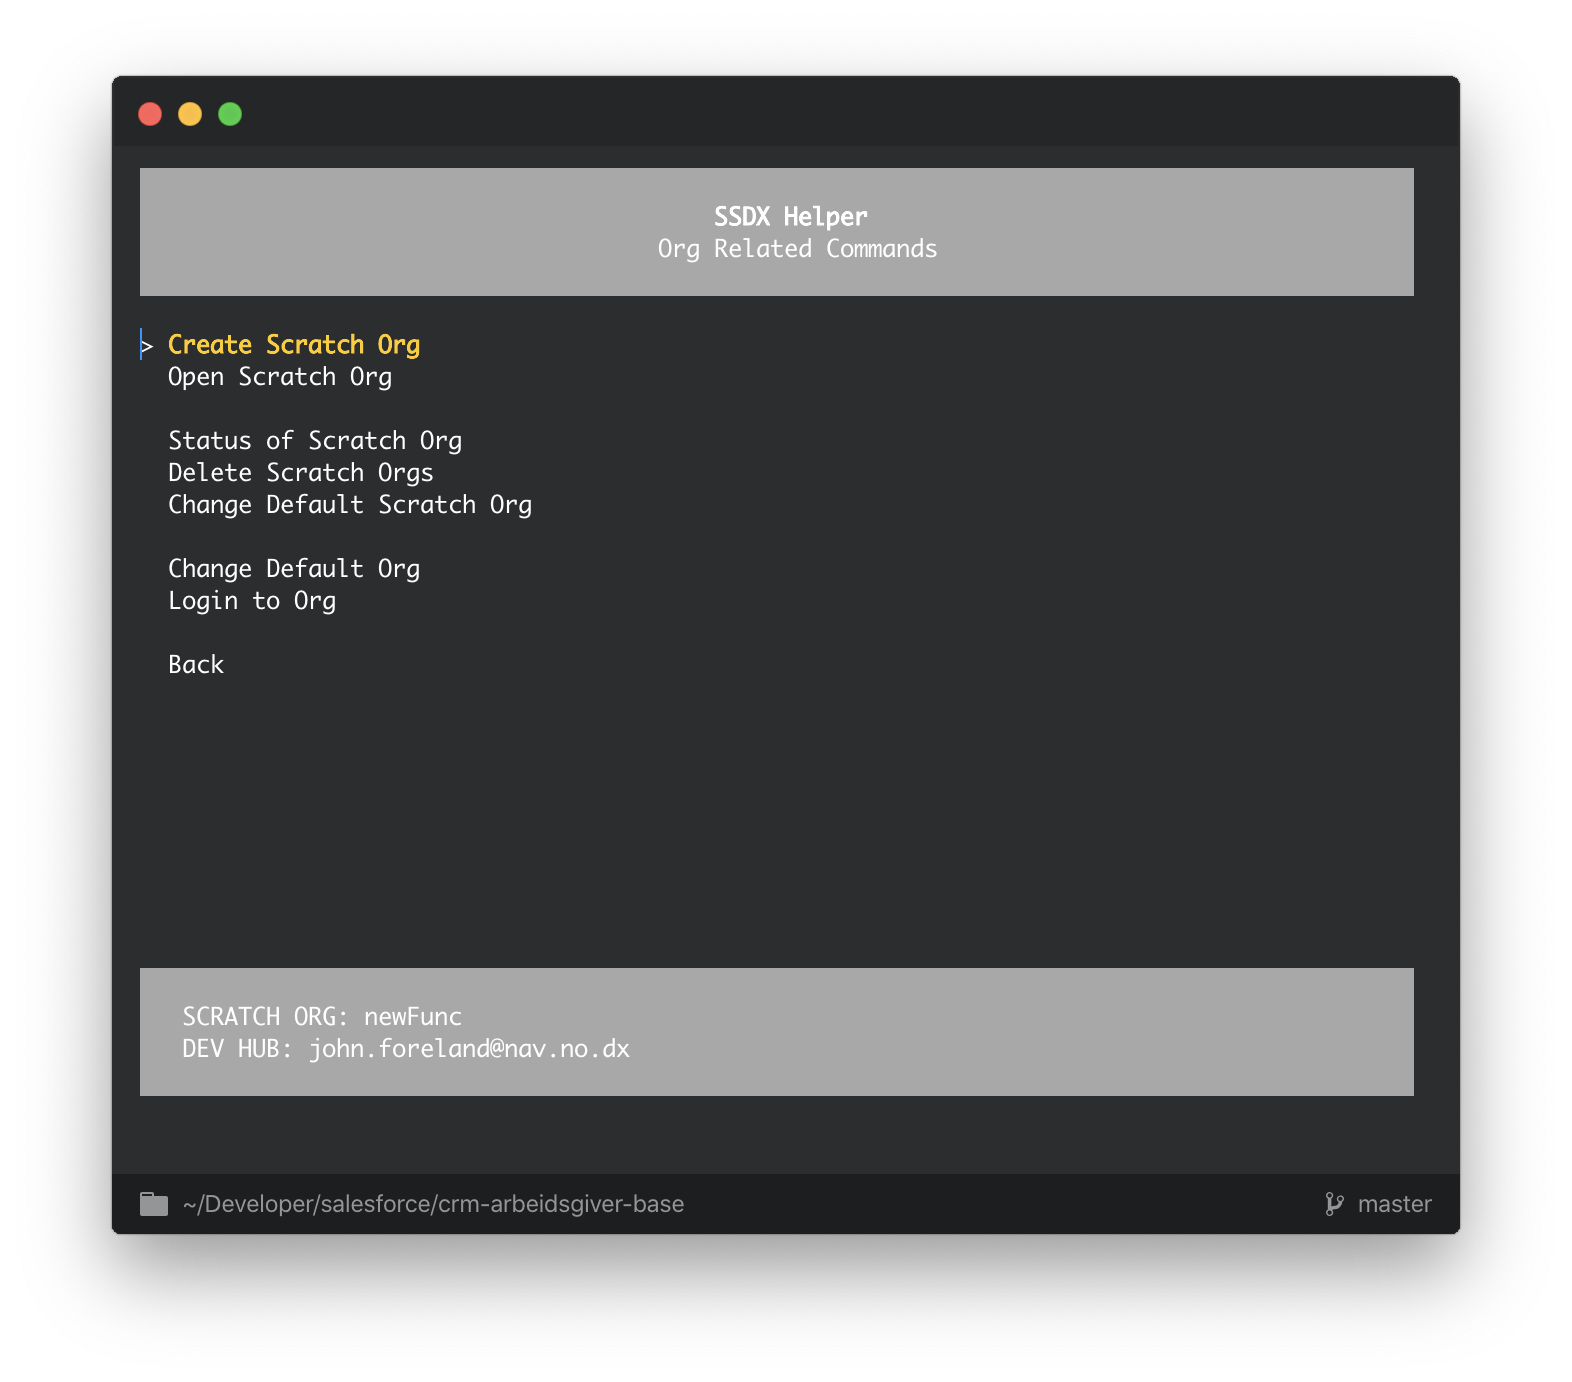 SSDX Helper
Org Related Commands
> Create Scratch Org
Open Scratch Org
Status of Scratch Org
Delete Scratch Orgs
Change Default Scratch Org
Change Default Org
Login to Org
Back
SCRATCH ORG: newFunc
DEV HUB: john.foreland@nav.no.dx
~/Developer/salesforce/crm-arbeidsgiver-base
master